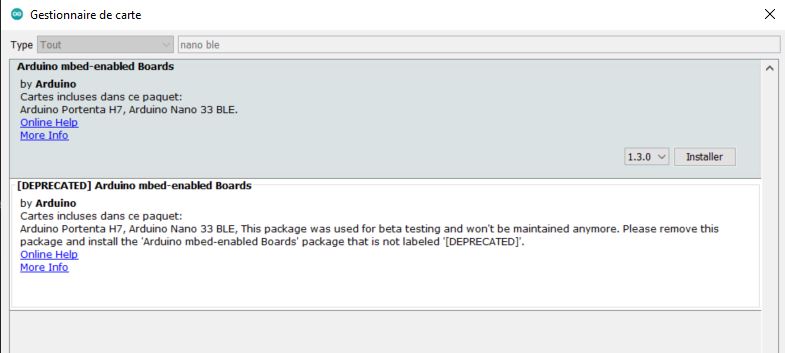 Gestionnaire de carte
Type Tout nano ble
Arduino mbed-enabled Boards
by Arduino
Cartes incluses dans ce paquet:
Arduino Portenta H7, Arduino Nano 33 BLE.
Online Help
More Info
1.3.0 Installer
[DEPRECATED] Arduino mbed-enabled Boards
by Arduino
Cartes incluses dans ce paquet:
Arduino Portenta H7, Arduino Nano 33 BLE, This package was used for beta testing and won't be maintained anymore. Please remove this
package and install the 'Arduino mbed-enabled Boards' package that is not labeled '[DEPRECATED]'.
Online Help
More Info